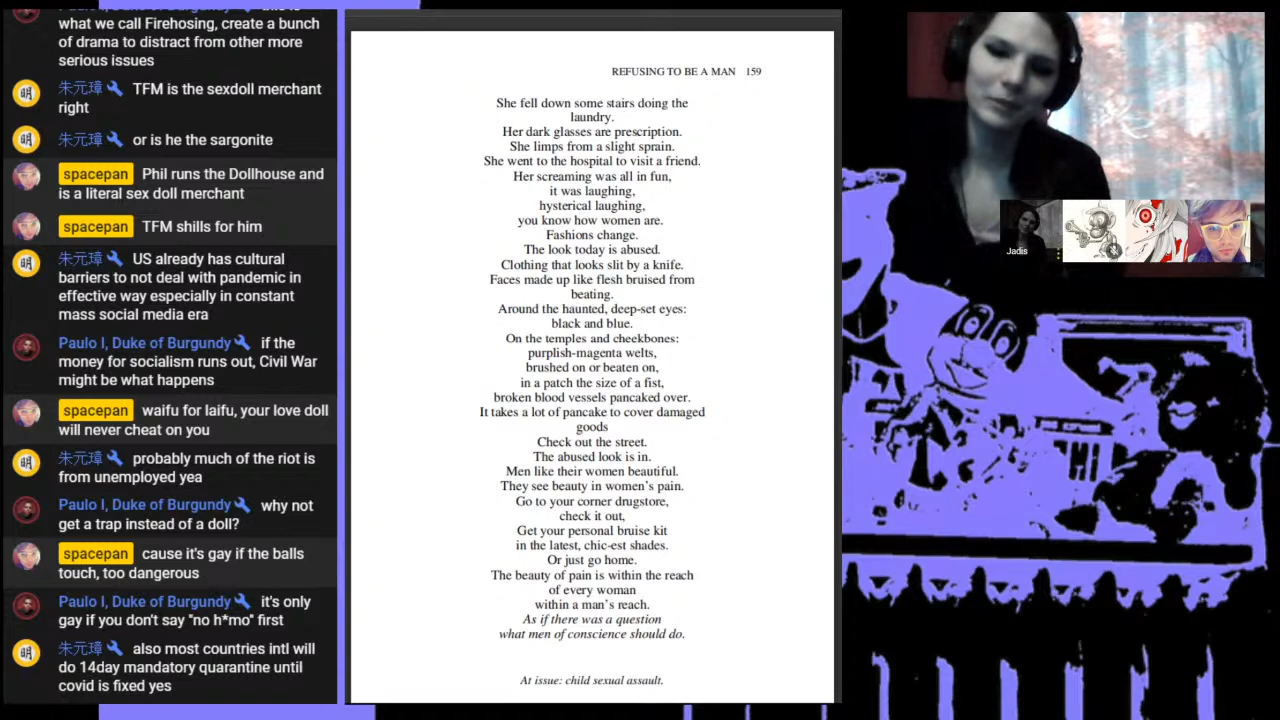 Paulo I, Duke of Burgundy this is
what we call Firehosing, create a bunch
of drama to distract from other more
serious issues
朱元璋 TFM is the sexdoll merchant
right
朱元璋 or is he the sargonite
spacepan Phil runs the Dollhouse and
is a literal sex doll merchant
spacepan TFM shills for him
朱元璋 US already has cultural
barriers to not deal with pandemic in
effective way especially in constant
mass social media era
Paulo I, Duke of Burgundy if the
money for socialism runs out, Civil War
might be what happens
spacepan waifu for laifu, your love doll
will never cheat on you
朱元璋 probably much of the riot is
from unemployed yea
Paulo I, Duke of Burgundy why not
get a trap instead of a doll?
spacepan cause it's gay if the balls
touch, too dangerous
Paulo I, Duke of Burgundy it's only
gay if you don't say "no h*mo" first
朱元璋 also most countries intl will
do 14day mandatory quarantine until
covid is fixed yes
REFUSING TO BE A MAN 159
She fell down some stairs doing the
laundry.
Her dark glasses are prescription.
She limps from a slight sprain.
She went to the hospital to visit a friend.
Her screaming was all in fun,
it was laughing,
hysterical laughing,
you know how women are.
Fashions change.
The look today is abused.
Clothing that looks slit by a knife.
Faces made up like flesh bruised from
beating.
Around the haunted, deep-set eyes:
black and blue.
On the temples and cheekbones:
purplish-magenta welts,
brushed on or beaten on,
in a patch the size of a fist,
broken blood vessels pancaked over.
It takes a lot of pancake to cover damaged
goods
Check out the street.
The abused look is in.
Men like their women beautiful.
They see beauty in women's pain.
Go to your corner drugstore,
check it out,
Get your personal bruise kit
in the latest, chic-est shades.
Or just go home.
The beauty of pain is within the reach
of every woman
within a man's reach.
As if there was a question
what men of conscience should do.
At issue: child sexual assault.
Jadis
明
明
明
明
明